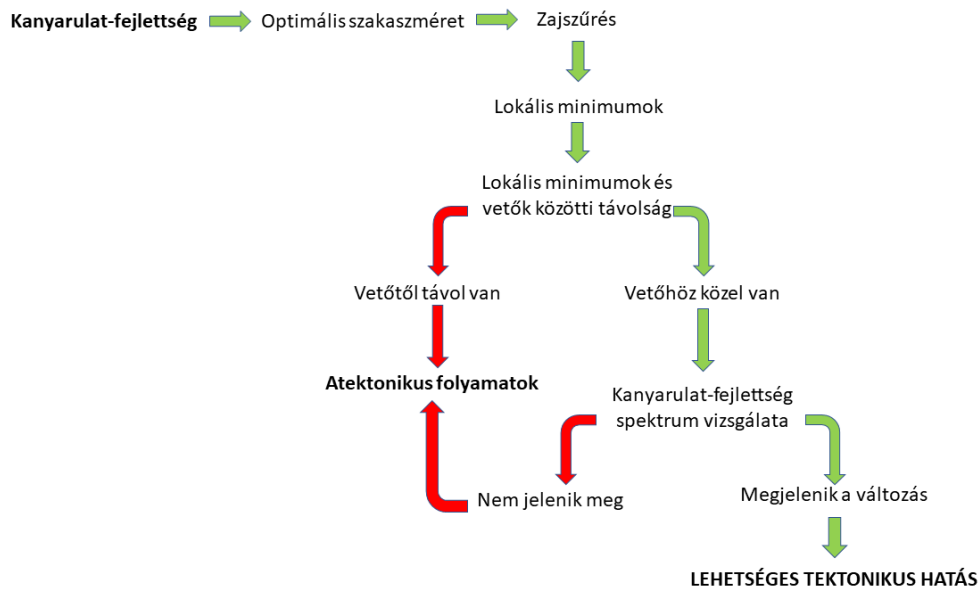 Kanyarulat-fejlettség
Optimális szakaszméret
Zajszűrés
Lokális minimumok
Lokális minimumok és
vetők közötti távolság
Vetőtől távol van
Vetőhöz közel van
Atektonikus folyamatok
Kanyarulat-fejlettség
spektrum vizsgálata
Nem jelenik meg
Megjelenik a változás
LEHETSÉGES TEKTONIKUS HATÁS